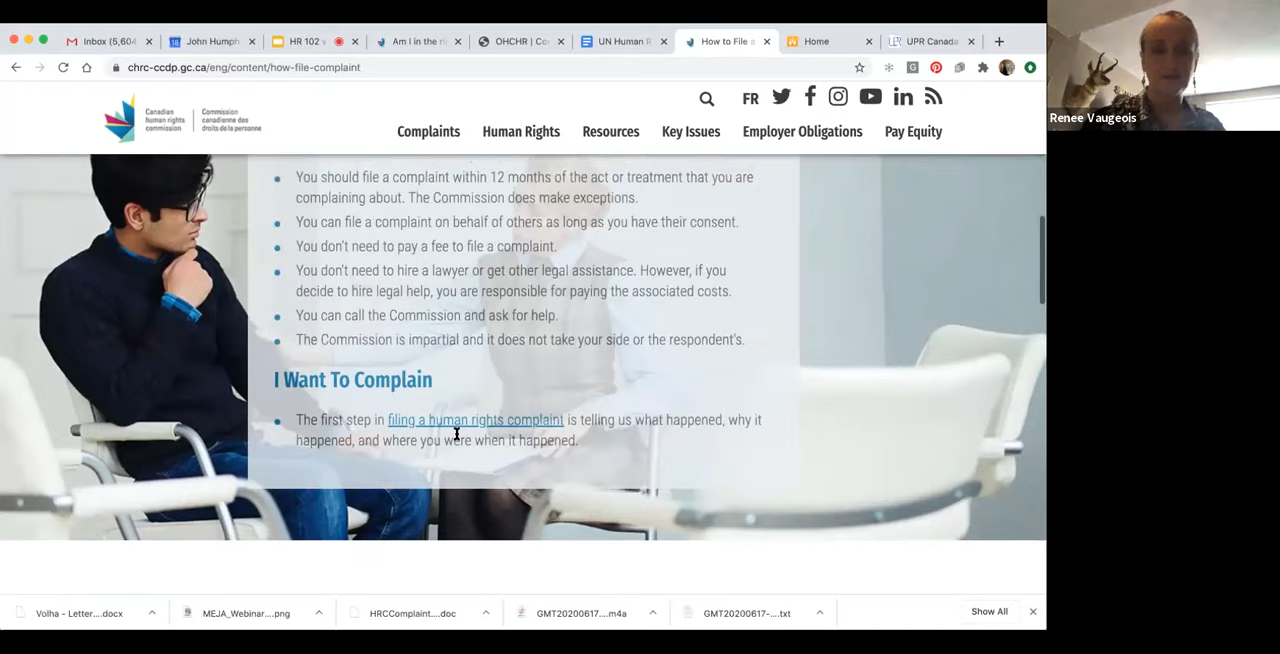 Inbox (5,604
John Humph
HR 102 v
Am I in the ri
OHCHR | Co
UN Human R
How to File a
Home
UPR Canada
chrc-ccdp.gc.ca/eng/content/how-file-complaint
Canadian
human rights
commission
Commission
canadienne des
droits de la personne
FR
Complaints
Human Rights
Resources
Key Issues
Employer Obligations
Pay Equity
Renee Vaugeois
You should file a complaint within 12 months of the act or treatment that you are
complaining about. The Commission does make exceptions.
You can file a complaint on behalf of others as long as you have their consent.
You don't need to pay a fee to file a complaint.
You don't need to hire a lawyer or get other legal assistance. However, if you
decide to hire legal help, you are responsible for paying the associated costs.
You can call the Commission and ask for help.
The Commission is impartial and it does not take your side or the respondent's.
I Want To Complain
The first step in filing a human rights complaint is telling us what happened, why it
happened, and where you were when it happened.
Volha - Letter....docx
MEJA_Webinar....png
HRCComplaint....doc
GMT20200617....m4a
GMT20200617-....txt
Show All